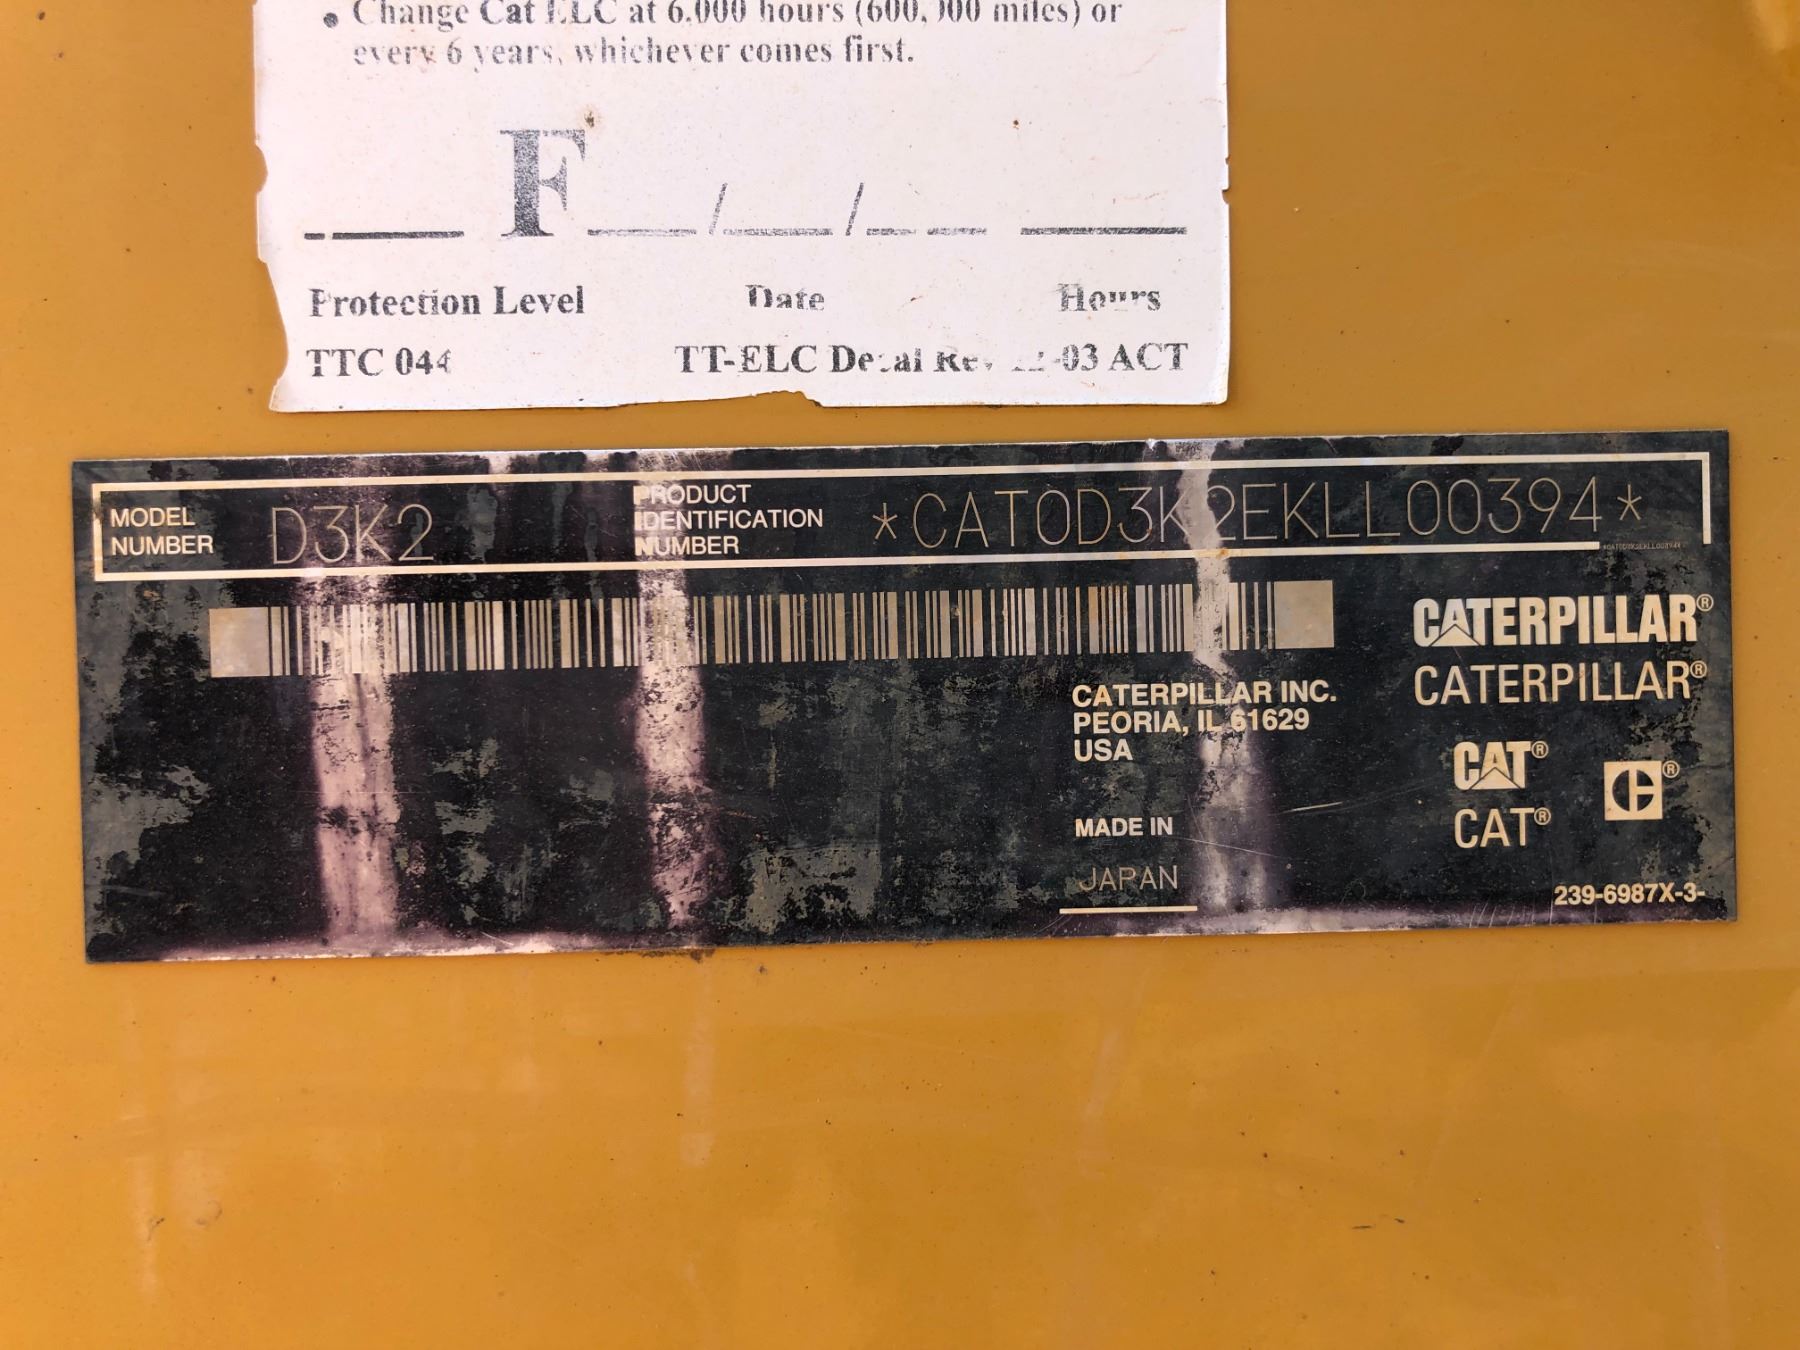 • Change Cat ELC at 6,000 hours (600,000 miles) or
every 6 years, whichever comes first.
F / /
Protection Level Date Hours
TTC 044 TT-ELC Decal Rev 03 ACT
MODEL NUMBER D3K2
PRODUCT IDENTIFICATION NUMBER *CAT0D3K2EKLL00394*
CATERPILLAR®
CATERPILLAR®
CATERPILLAR INC.
PEORIA, IL 61629
USA
CAT®
CAT®
C®
MADE IN
JAPAN
239-6987X-3-